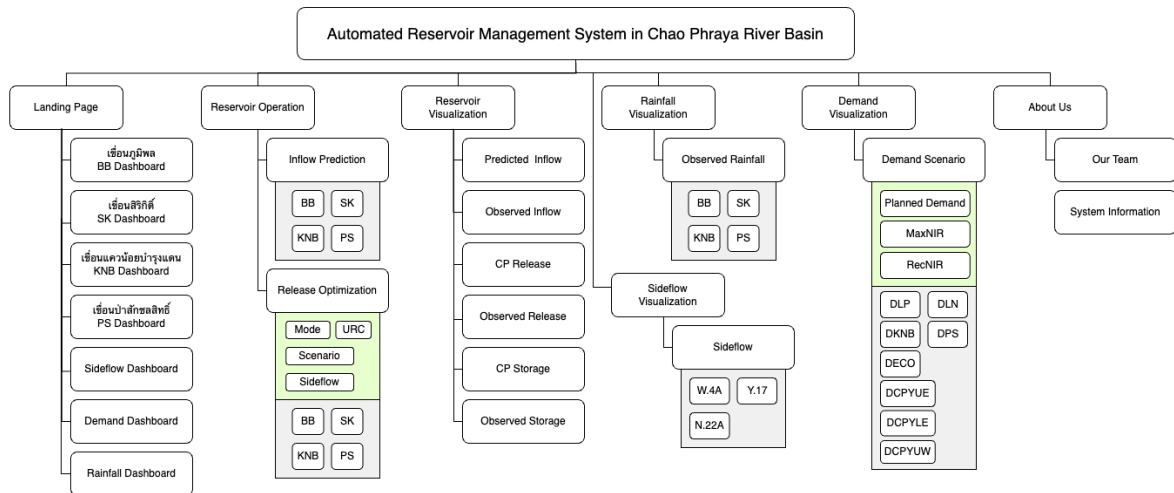 Automated Reservoir Management System in Chao Phraya River Basin
Landing Page
เขื่อนภูมิพล
BB Dashboard
เขื่อนสิริกิติ์
SK Dashboard
เขื่อนแควน้อยบำรุงแดน
KNB Dashboard
เขื่อนป่าสักชลสิทธิ์
PS Dashboard
Sideflow Dashboard
Demand Dashboard
Rainfall Dashboard
Reservoir Operation
Inflow Prediction
BB SK
KNB PS
Release Optimization
Mode URC
Scenario
Sideflow
BB SK
KNB PS
Reservoir
Visualization
Predicted Inflow
Observed Inflow
CP Release
Observed Release
CP Storage
Observed Storage
Rainfall
Visualization
Observed Rainfall
BB SK
KNB PS
Sideflow
Visualization
Sideflow
W.4A Y.17
N.22A
Demand
Visualization
Demand Scenario
Planned Demand
MaxNIR
RecNIR
DLP DLN
DKNB DPS
DECO
DCPYUE
DCPYLE
DCPYUW
About Us
Our Team
System Information